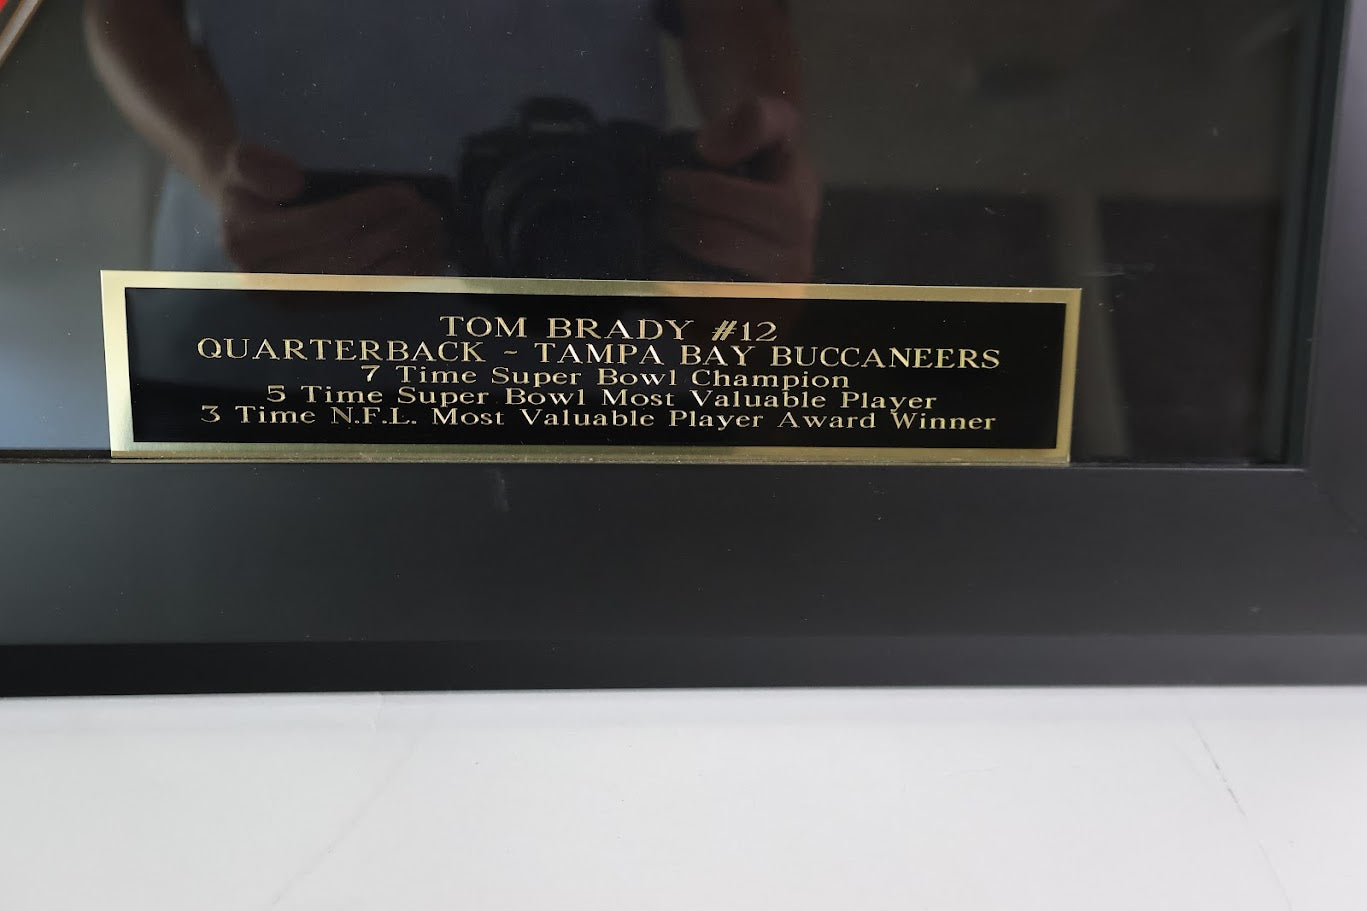 TOM BRADY #12
QUARTERBACK ~ TAMPA BAY BUCCANEERS
7 Time Super Bowl Champion
5 Time Super Bowl Most Valuable Player
3 Time N.F.L. Most Valuable Player Award Winner